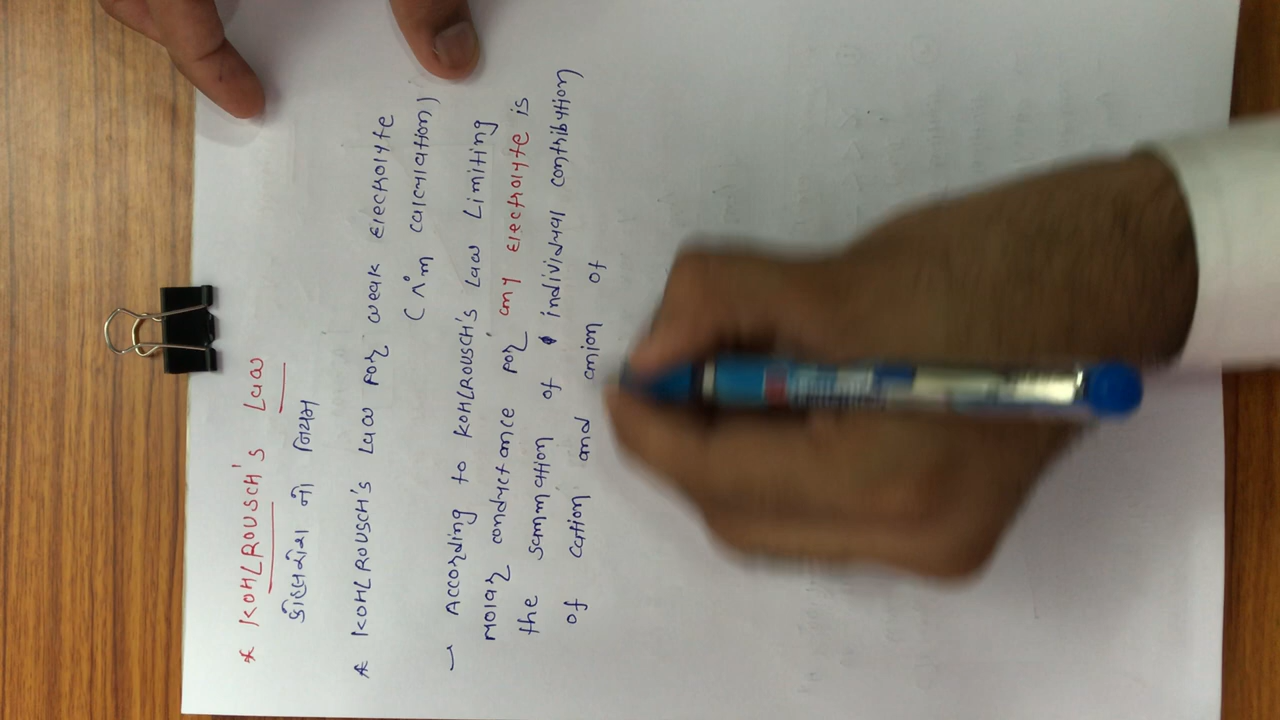 * KOHLROUSCH'S Law
કોહલરોશ નો નિયમ
* KOHLROUSCH'S Law For weak Electrolyte
(Λ°m calculation)
→ According to KOHLROUSCH'S Law Limiting
Molar conductance For any Electrolyte is
the summation of individual contribution
of cation and anion of